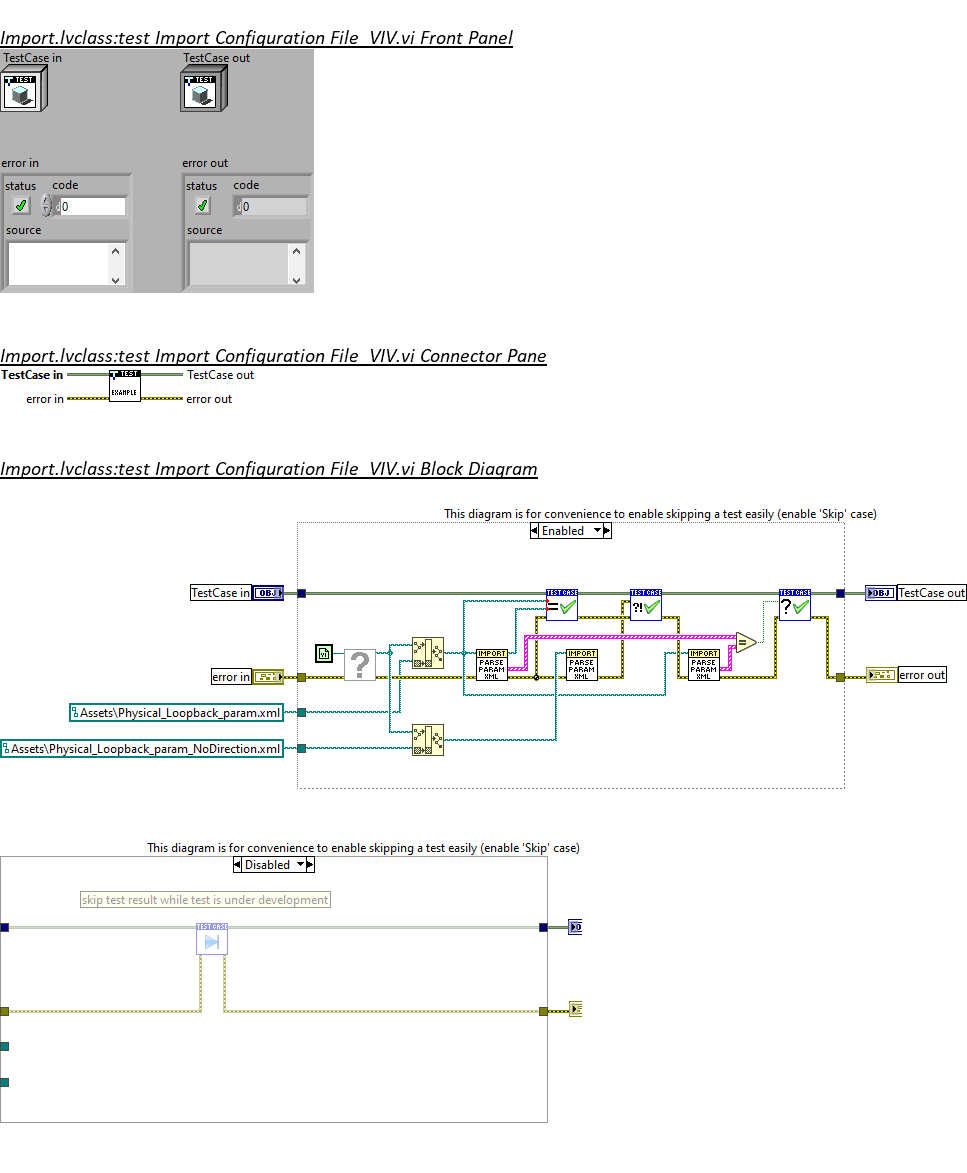 Import.lvclass:test Import Configuration File_VIV.vi Front Panel
TestCase in
TestCase out
TEST
TEST
error in
error out
status
code
status
code
0
0
source
source
Import.lvclass:test Import Configuration File_VIV.vi Connector Pane
TestCase in
TEST
TestCase out
EXAMPLE
error in
error out
Import.lvclass:test Import Configuration File_VIV.vi Block Diagram
This diagram is for convenience to enable skipping a test easily (enable 'Skip' case)
Enabled
TestCase in
OBJ
TEST CASE
=
TEST CASE
?!
TEST CASE
?
OBJ
TestCase out
vi
?
IMPORT
PARSE
PARAM
XML
IMPORT
PARSE
PARAM
XML
IMPORT
PARSE
PARAM
XML
=
error in
error out
Assets\Physical_Loopback_param.xml
Assets\Physical_Loopback_param_NoDirection.xml
This diagram is for convenience to enable skipping a test easily (enable 'Skip' case)
Disabled
skip test result while test is under development
TEST CASE